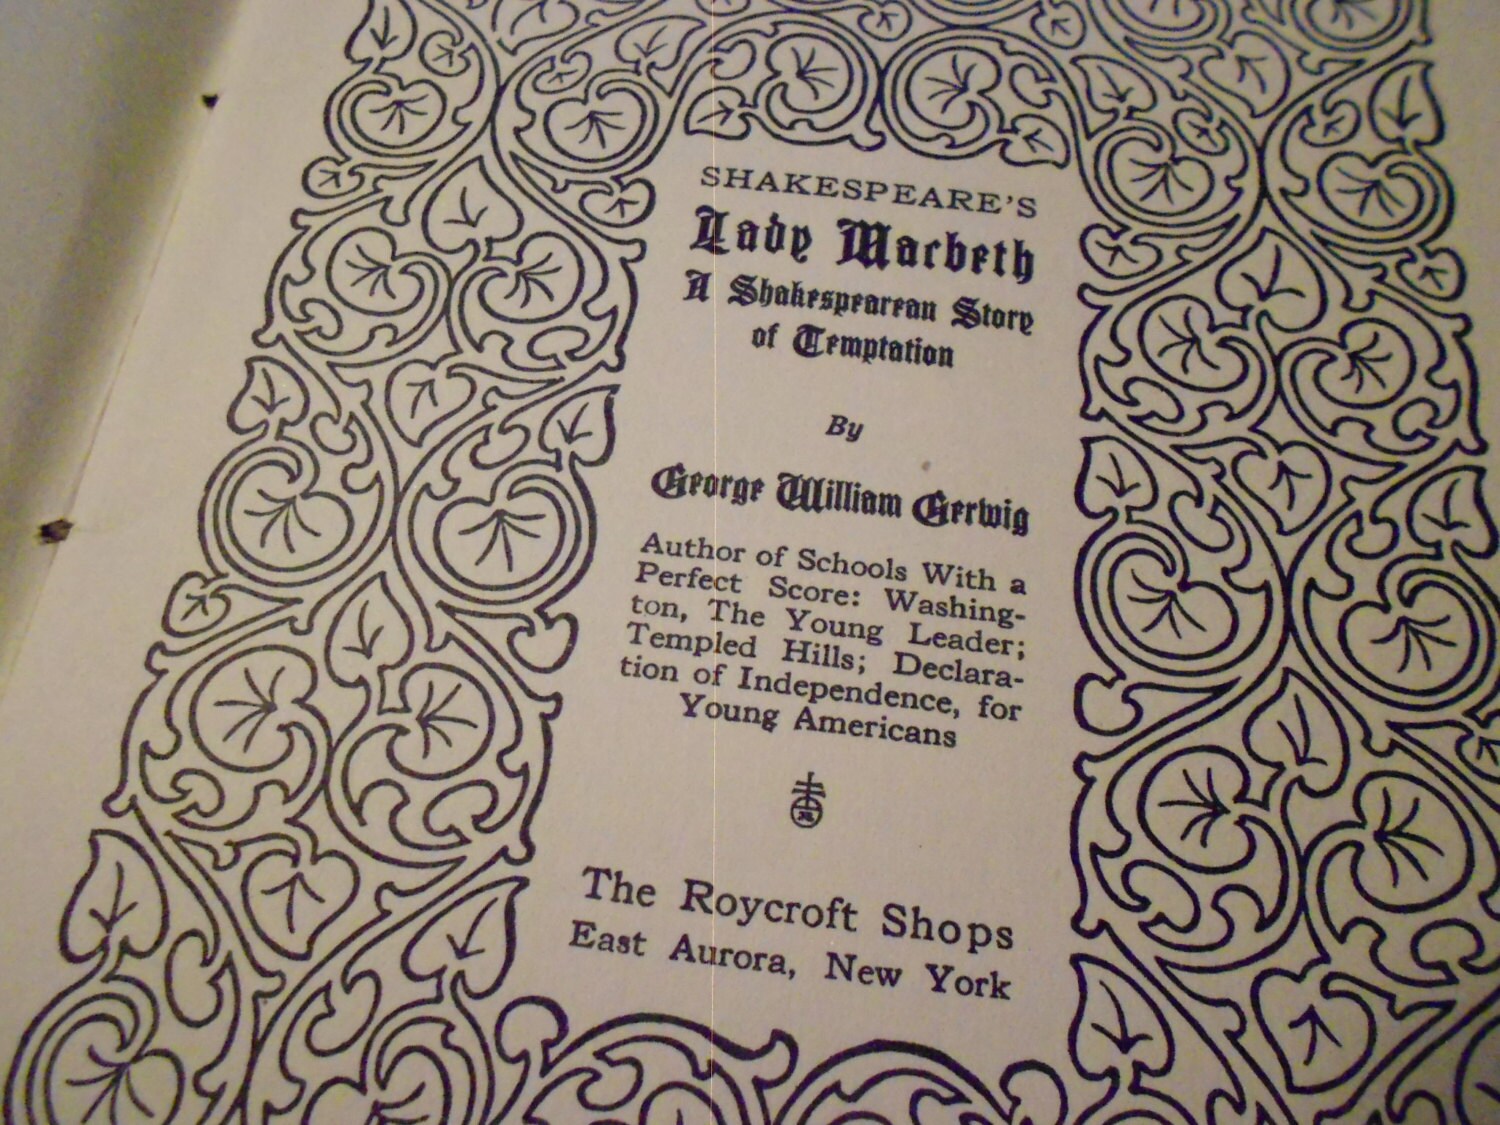 SHAKESPEARE'S
Lady Macbeth
A Shakespearean Story
of Temptation
By
George William Gerwig
Author of Schools With a
Perfect Score: Washing-
ton, The Young Leader;
Templed Hills; Declara-
tion of Independence, for
Young Americans
The Roycroft Shops
East Aurora, New York